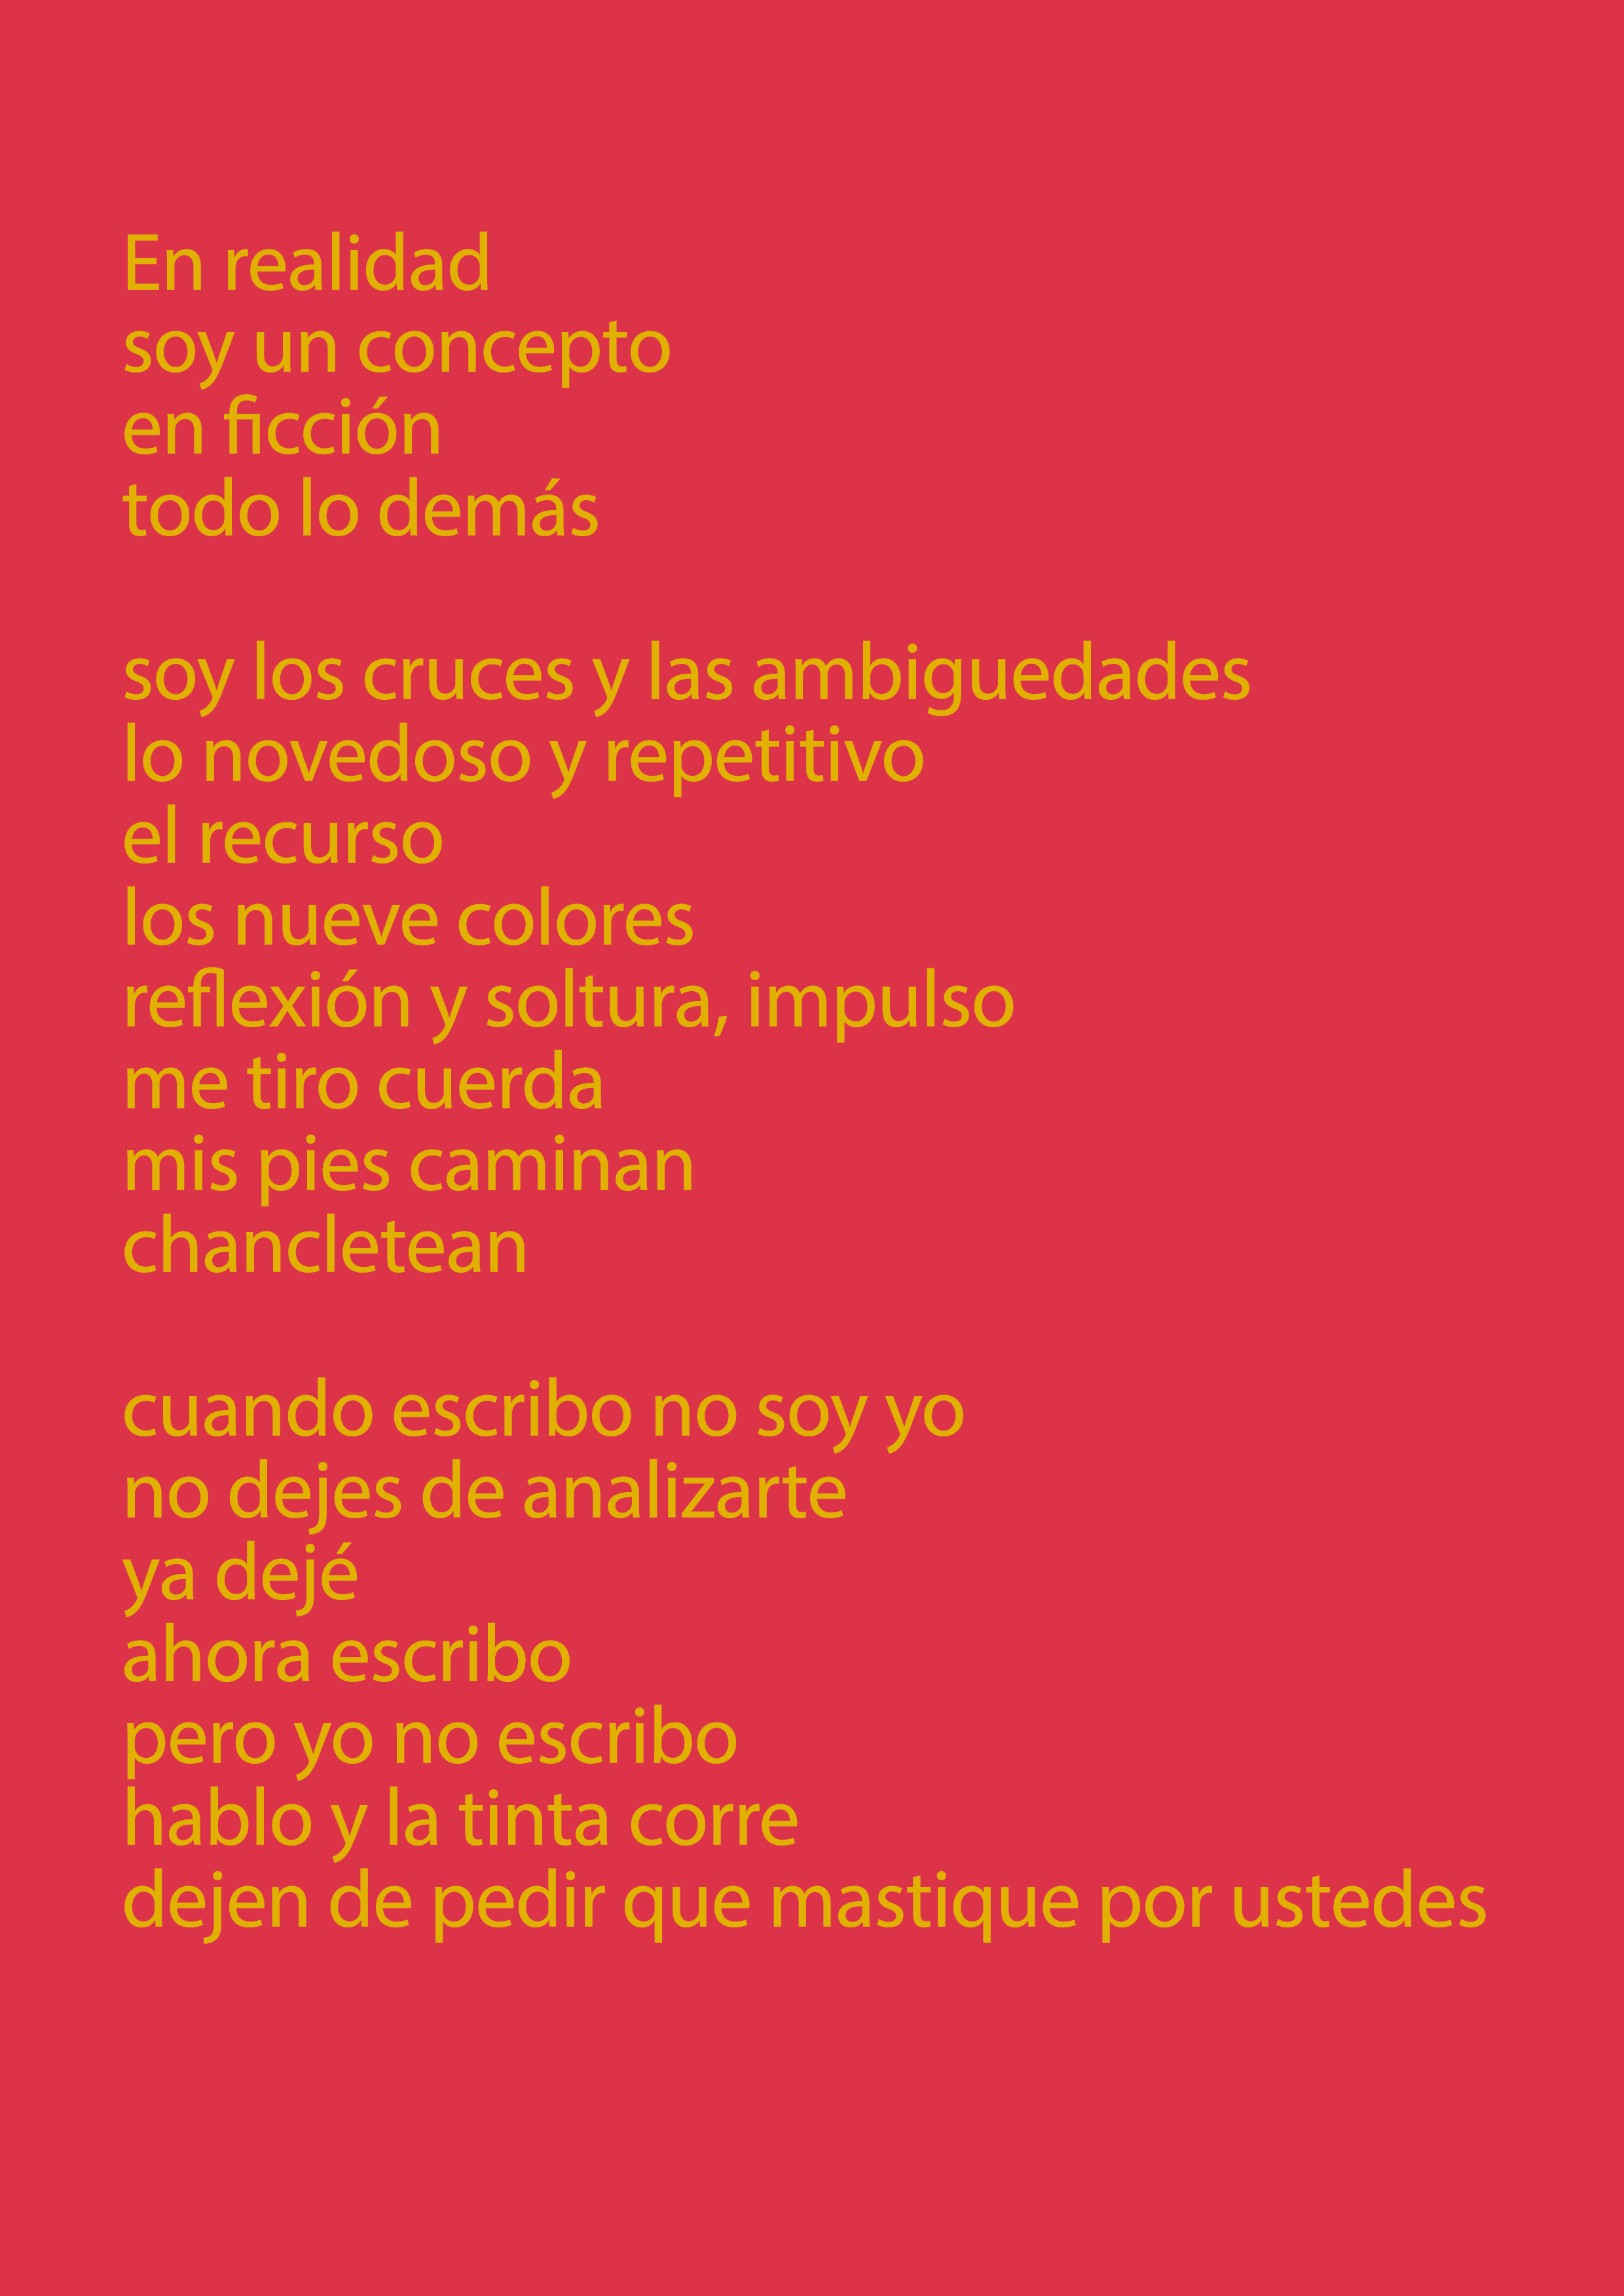 En realidad
soy un concepto
en ficción
todo lo demás
soy los cruces y las ambiguedades
lo novedoso y repetitivo
el recurso
los nueve colores
reflexión y soltura, impulso
me tiro cuerda
mis pies caminan
chancletean
cuando escribo no soy yo
no dejes de analizarte
ya dejé
ahora escribo
pero yo no escribo
hablo y la tinta corre
dejen de pedir que mastique por ustedes